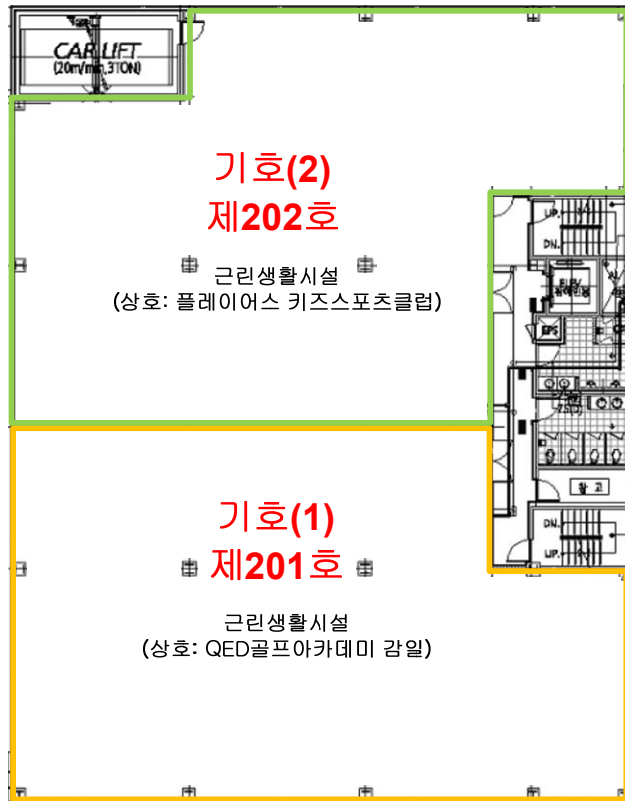 CAR LIFT
(20m/min,3TON)
기호(2)
제202호
근린생활시설
(상호: 플레이어스 키즈스포츠클럽)
UP.
DN.
ELEV.
EPS
창 고
DN.
UP.
기호(1)
제201호
근린생활시설
(상호: QED골프아카데미 감일)